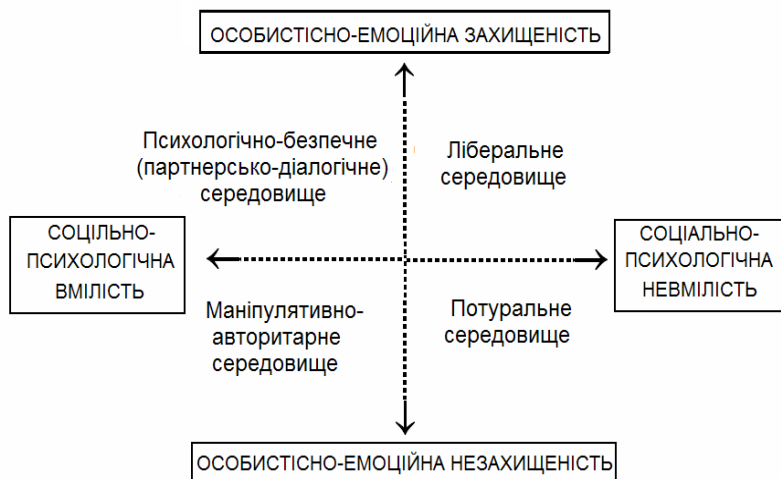 ОСОБИСТІСНО-ЕМОЦІЙНА ЗАХИЩЕНІСТЬ
Психологічно-безпечне
(партнерсько-діалогічне)
середовище
Ліберальне
середовище
СОЦІЛЬНО-
ПСИХОЛОГІЧНА
ВМІЛІСТЬ
СОЦІАЛЬНО-
ПСИХОЛОГІЧНА
НЕВМІЛІСТЬ
Маніпулятивно-
авторитарне
середовище
Потуральне
середовище
ОСОБИСТІСНО-ЕМОЦІЙНА НЕЗАХИЩЕНІСТЬ